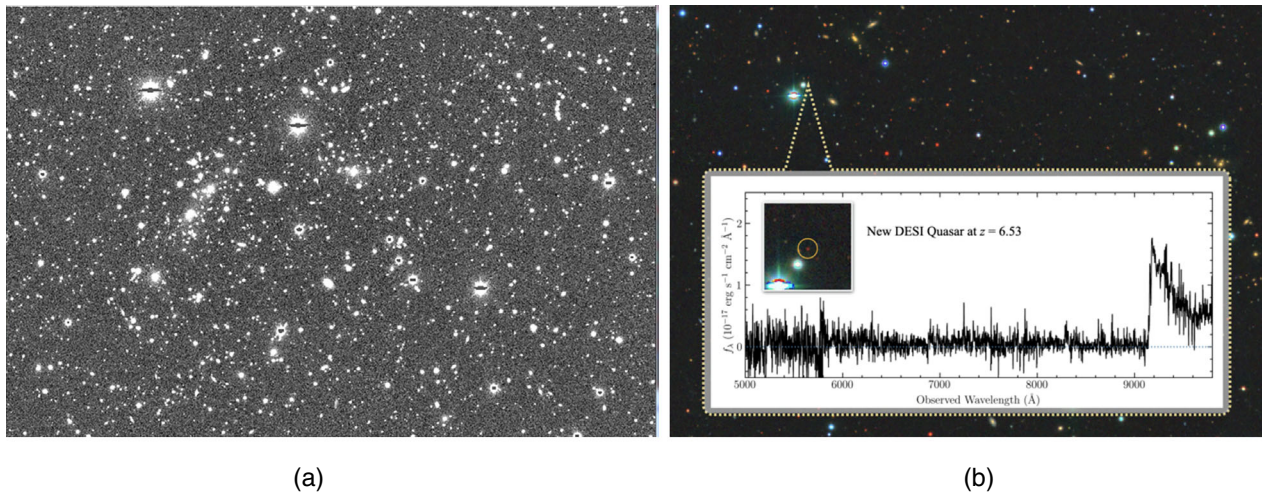 New DESI Quasar at z = 6.53
2
1
0
f_λ (10⁻¹⁷ erg s⁻¹ cm⁻² Å⁻¹)
5000 6000 7000 8000 9000
Observed Wavelength (Å)
(a) (b)